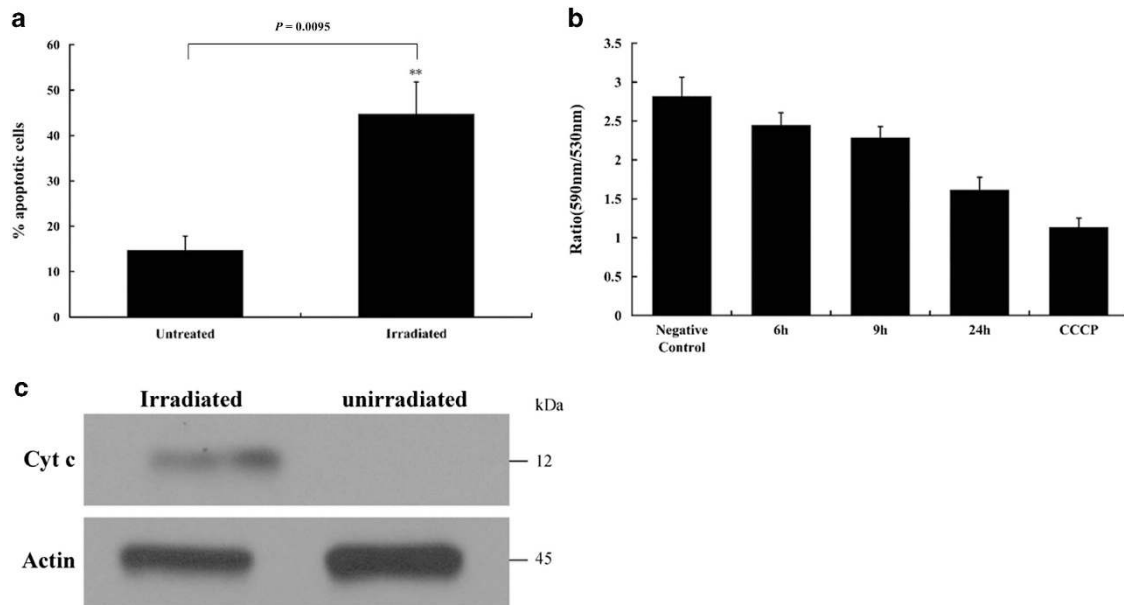 a
P = 0.0095
% apoptotic cells
60
50
40
30
20
10
0
**
Untreated
Irradiated
b
Ratio(590nm/530nm)
3.5
3
2.5
2
1.5
1
0.5
0
Negative
Control
6h
9h
24h
CCCP
c
Irradiated
unirradiated
kDa
Cyt c
12
Actin
45